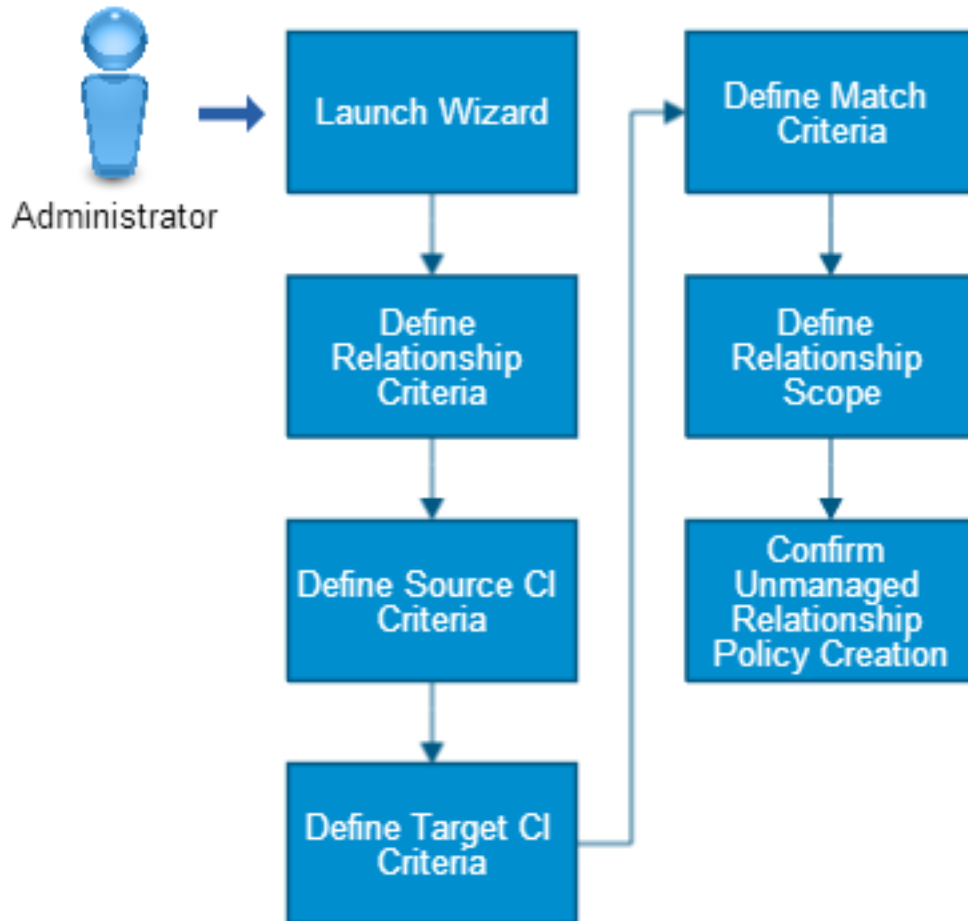 Administrator
Launch Wizard
Define
Relationship
Criteria
Define Source CI
Criteria
Define Target CI
Criteria
Define Match
Criteria
Define
Relationship
Scope
Confirm
Unmanaged
Relationship
Policy Creation